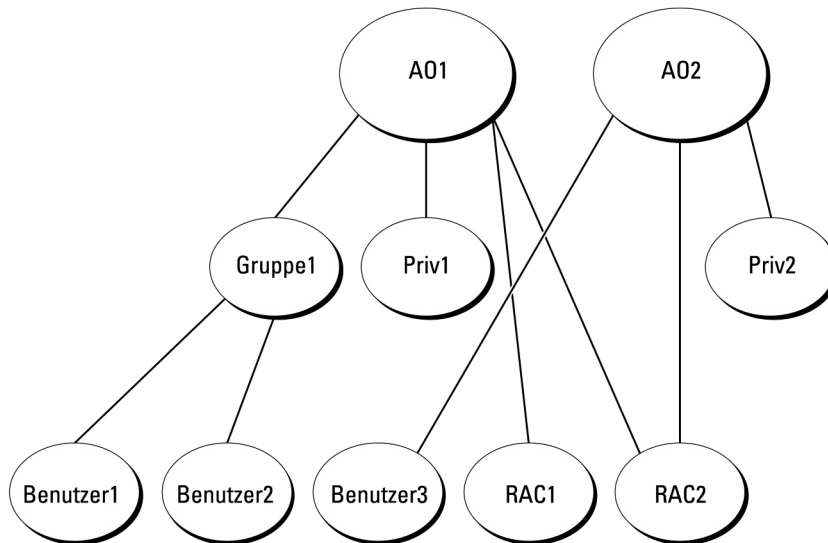 AO1
AO2
Gruppe1
Priv1
Priv2
Benutzer1
Benutzer2
Benutzer3
RAC1
RAC2